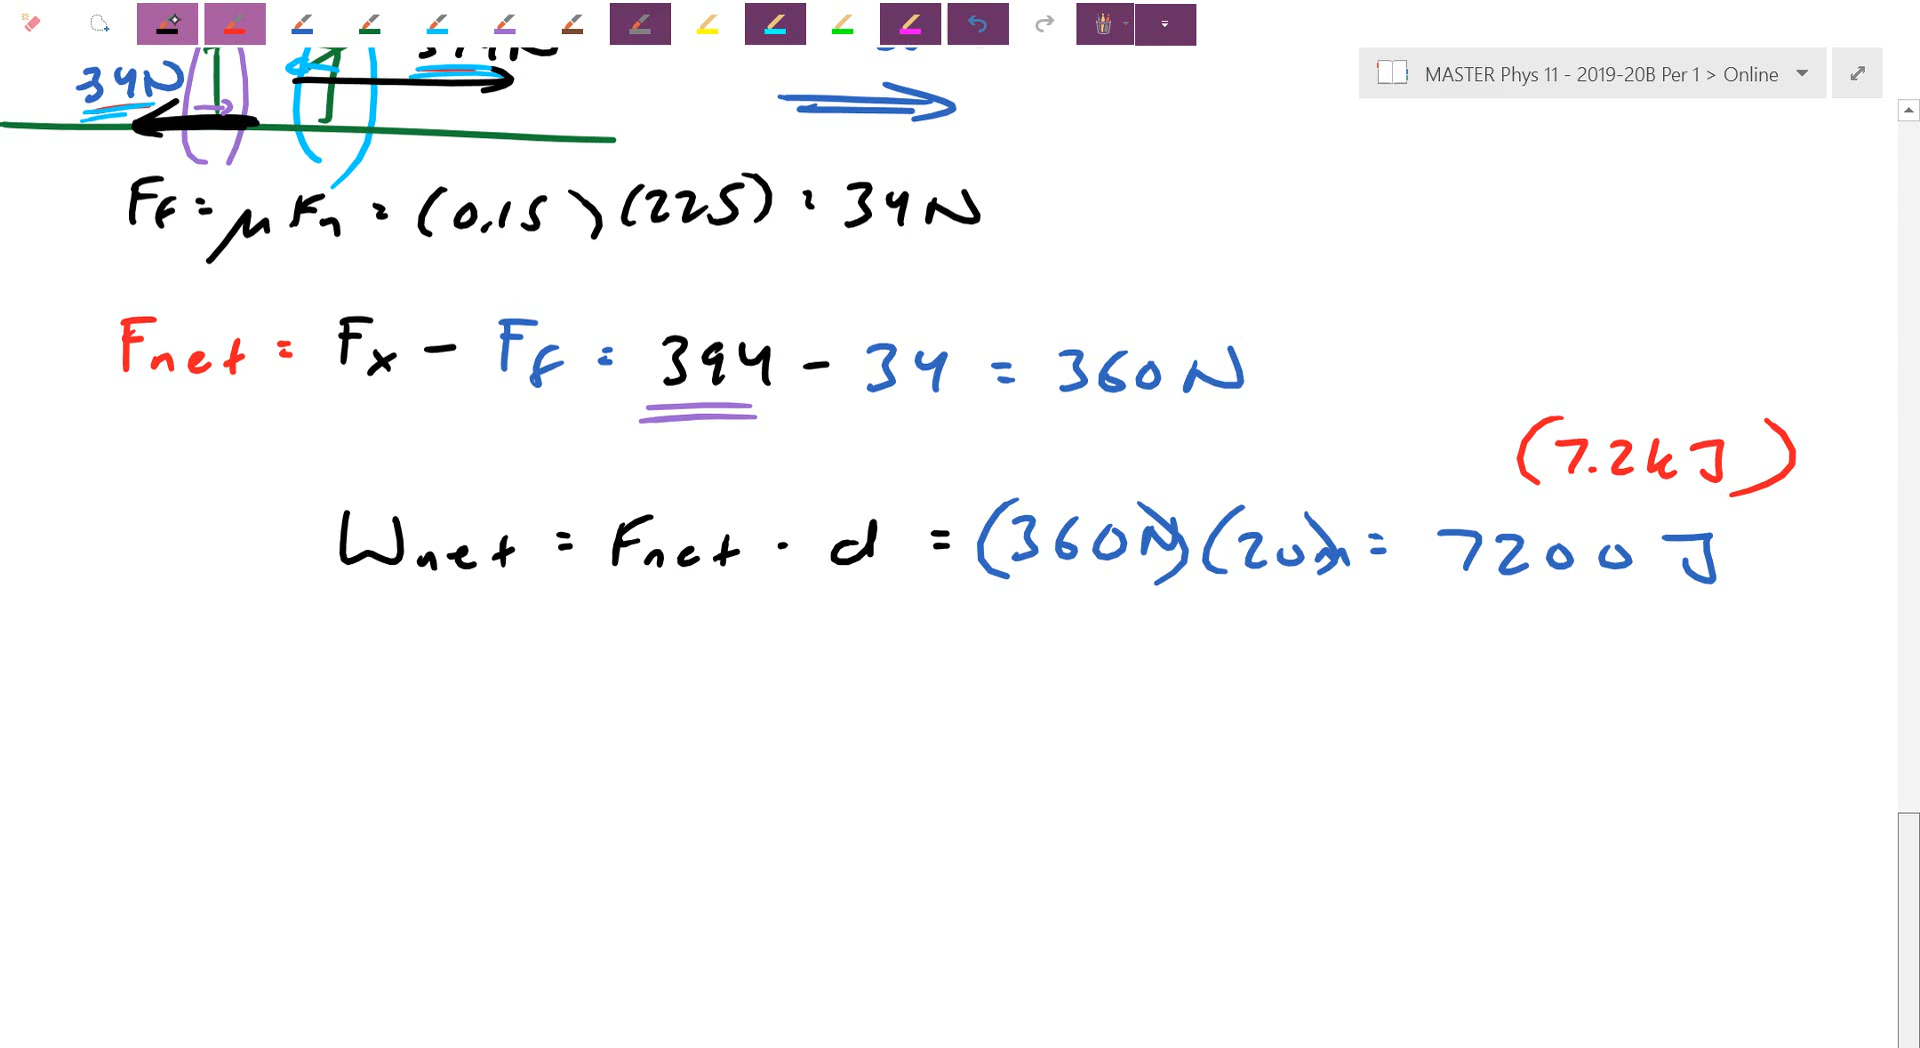 MASTER Phys 11 - 2019-20B Per 1 > Online
34N
Ff = μFn = (0.15)(225) = 34N
Fnet = Fx - Ff = 394 - 34 = 360N
(7.2kJ)
Wnet = Fnet · d = (360N)(20m) = 7200J